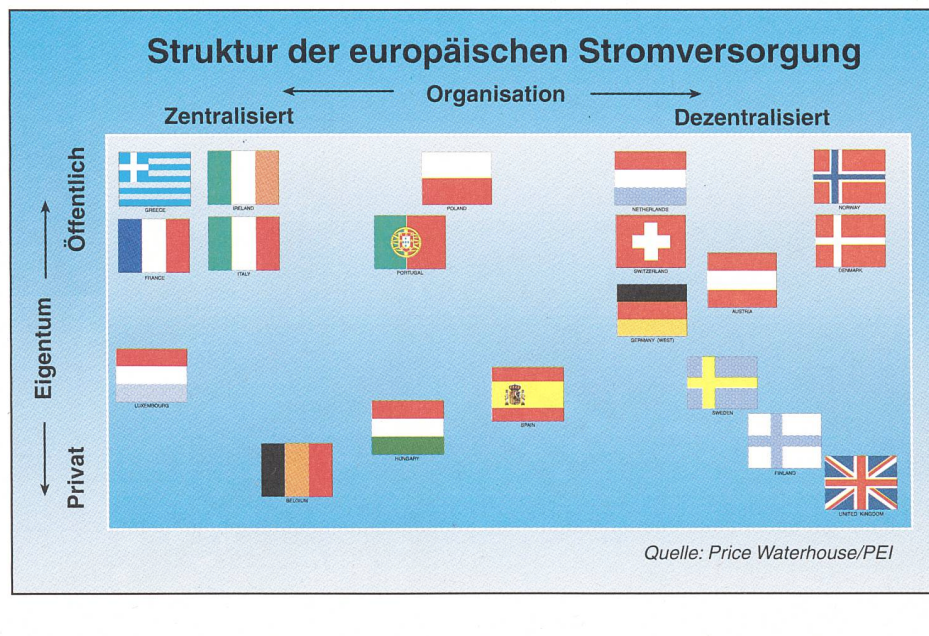 Struktur der europäischen Stromversorgung
Organisation
Zentralisiert
Dezentralisiert
Öffentlich
Eigentum
Privat
GREECE
IRELAND
POLAND
NETHERLANDS
NORWAY
FRANCE
ITALY
PORTUGAL
SWITZERLAND
DENMARK
AUSTRIA
GERMANY (WEST)
LUXEMBOURG
SWEDEN
SPAIN
HUNGARY
FINLAND
BELGIUM
UNITED KINGDOM
Quelle: Price Waterhouse/PEI